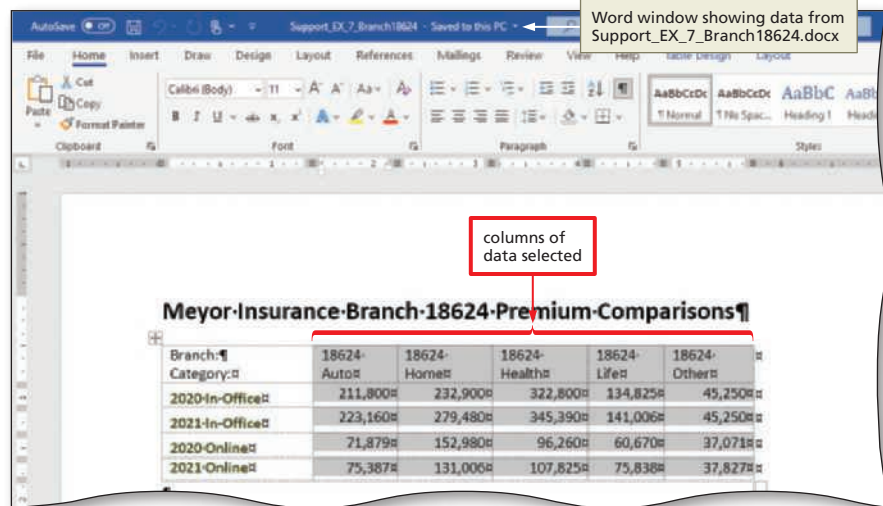 AutoSave Off Support_EX_7_Branch18624 - Saved to this PC
Word window showing data from
Support_EX_7_Branch18624.docx
File Home Insert Draw Design Layout References Mailings Review View Help Table Design Layout
Cut
Copy
Format Painter
Paste
Calibri (Body) 11
AaBbCcDc AaBbCcDc AaBbC AaBb
¶ Normal ¶ No Spac... Heading 1
Clipboard Font Paragraph Styles
columns of
data selected
Meyor·Insurance·Branch·18624·Premium·Comparisons¶
Branch:¶ 18624· 18624· 18624· 18624· 18624·
Category:¤ Auto¤ Home¤ Health¤ Life¤ Other¤
2020·In-Office¤ 211,800¤ 232,900¤ 322,800¤ 134,825¤ 45,250¤
2021·In-Office¤ 223,160¤ 279,480¤ 345,390¤ 141,006¤ 45,250¤
2020·Online¤ 71,879¤ 152,980¤ 96,260¤ 60,670¤ 37,071¤
2021·Online¤ 75,387¤ 131,006¤ 107,825¤ 75,838¤ 37,827¤